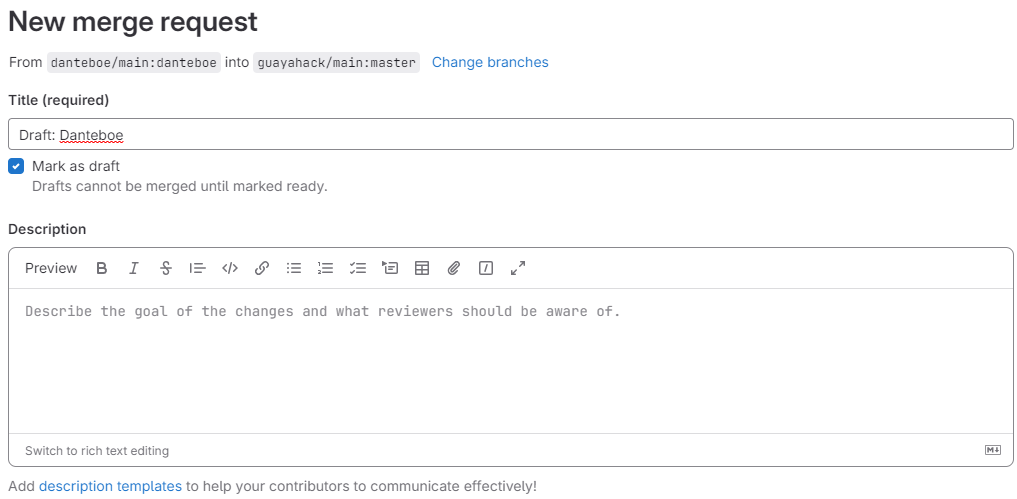 New merge request
From danteboe/main:danteboe into guayahack/main:master Change branches
Title (required)
Draft: Danteboe
Mark as draft
Drafts cannot be merged until marked ready.
Description
Preview
Describe the goal of the changes and what reviewers should be aware of.
Switch to rich text editing
Add description templates to help your contributors to communicate effectively!